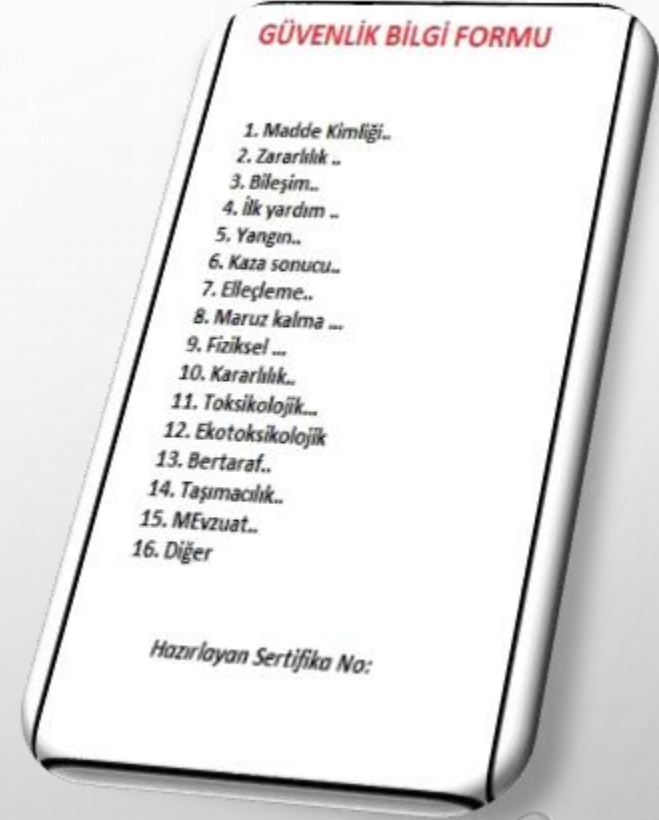 GÜVENLİK BİLGİ FORMU
1. Madde Kimliği..
2. Zararlılık ..
3. Bileşim..
4. İlk yardım ..
5. Yangın..
6. Kaza sonucu..
7. Elleçleme..
8. Maruz kalma ...
9. Fiziksel ...
10. Kararlılık..
11. Toksikolojik...
12. Ekotoksikolojik
13. Bertaraf..
14. Taşımacılık..
15. MEvzuat..
16. Diğer
Hazırlayan Sertifika No: